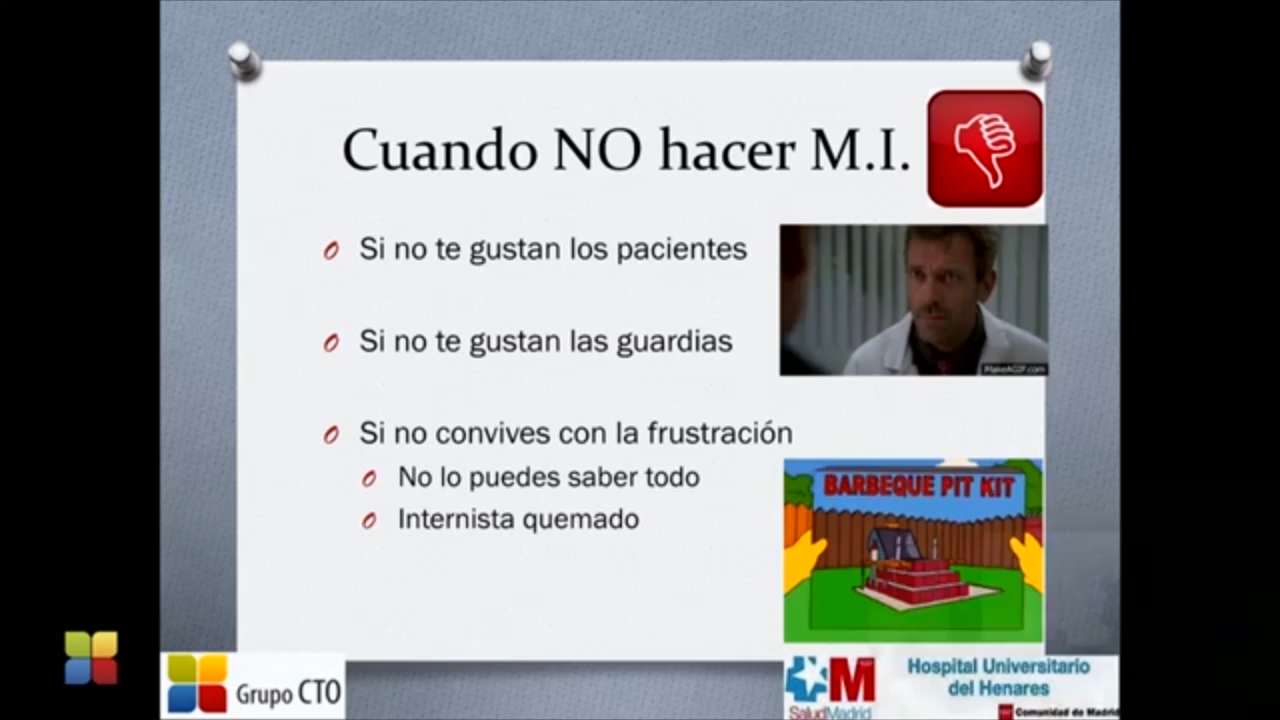 Cuando NO hacer M.I.
Si no te gustan los pacientes
Si no te gustan las guardias
MakeAGIF.com
Si no convives con la frustración
No lo puedes saber todo
Internista quemado
BARBEQUE PIT KIT
Grupo CTO
M
SaludMadrid
Hospital Universitario
del Henares
Comunidad de Madrid